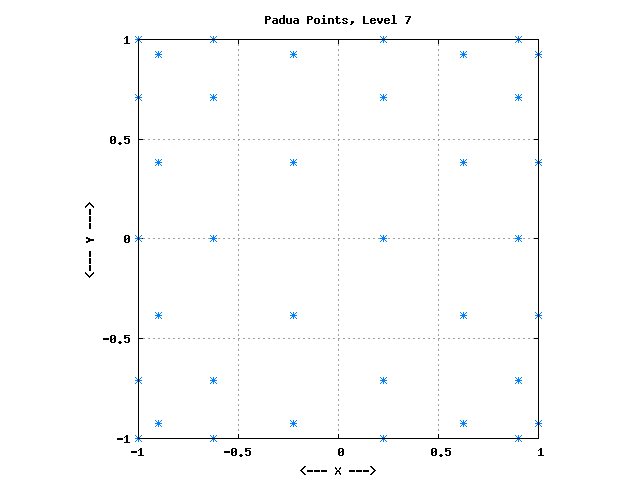 Padua Points, Level 7
1
0.5
0
-0.5
-1
<--- Y --->
-1 -0.5 0 0.5 1
<--- X --->